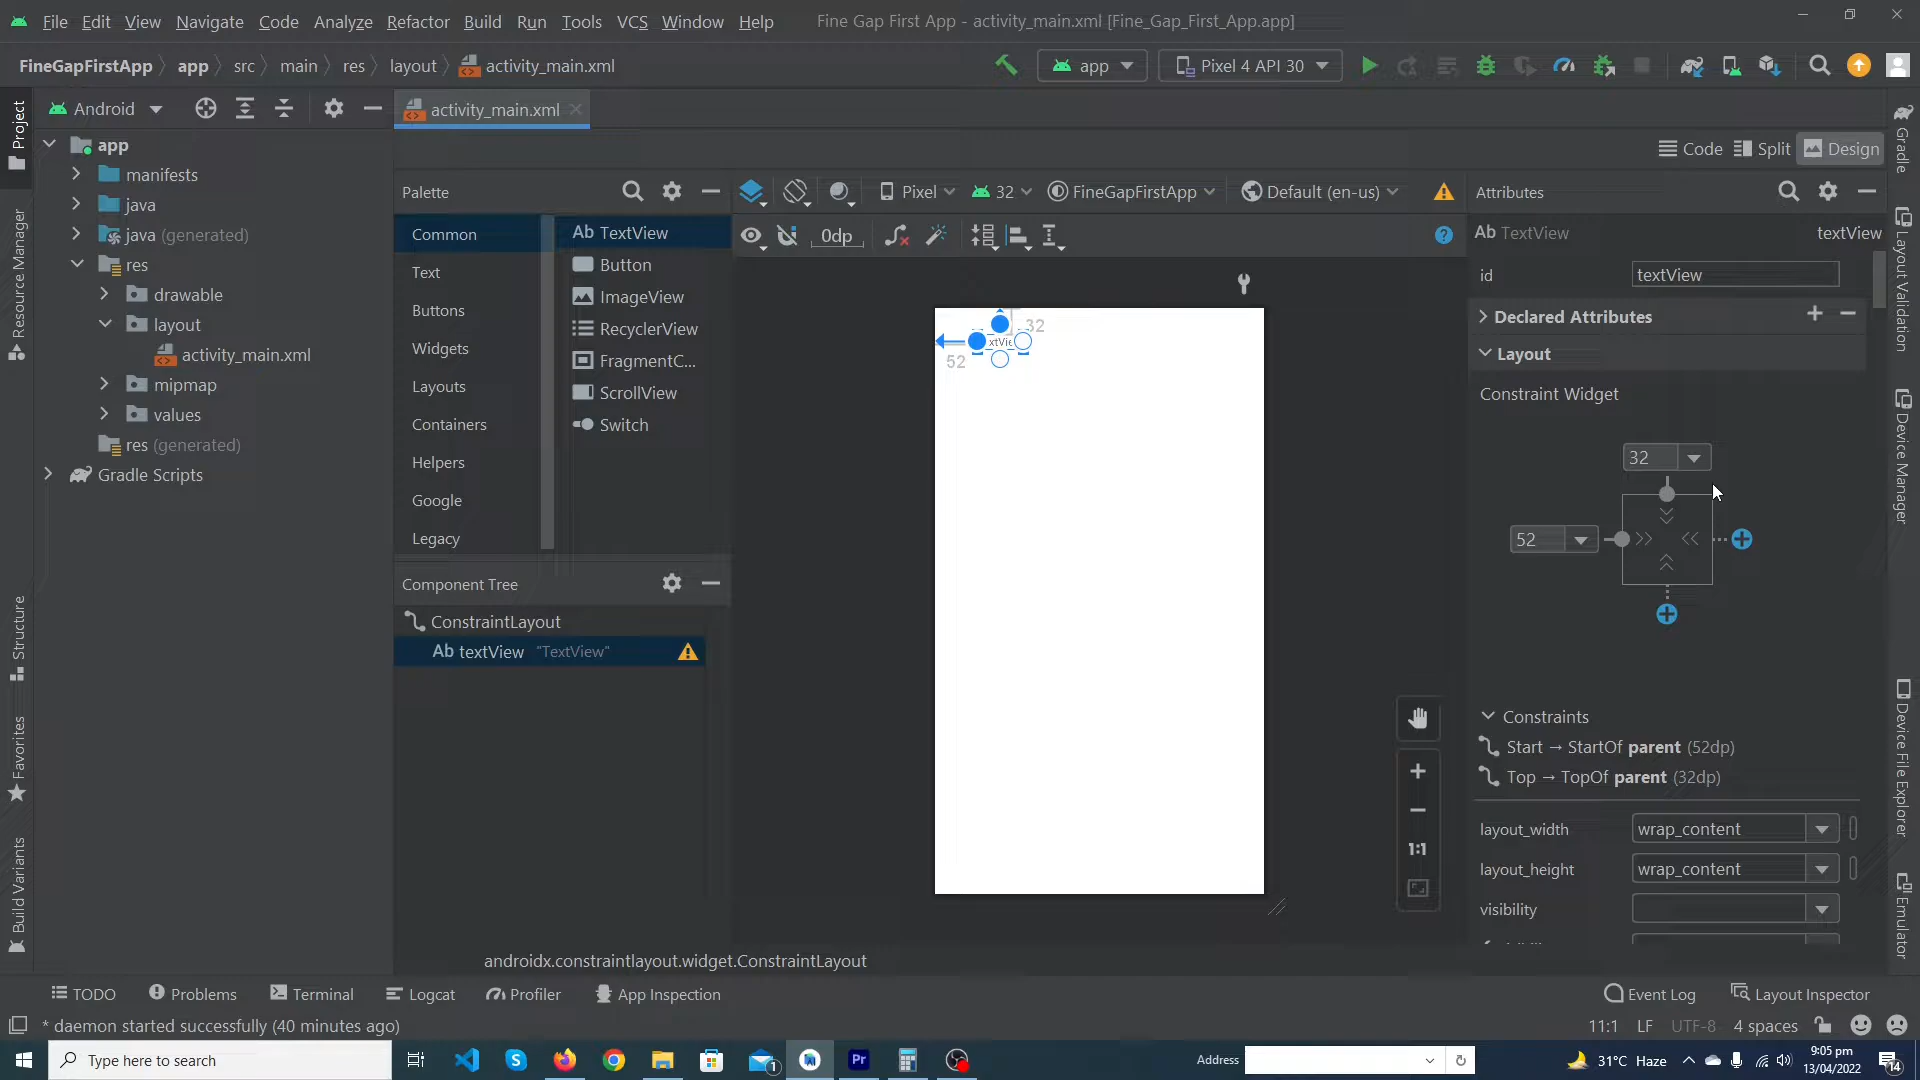 File Edit View Navigate Code Analyze Refactor Build Run Tools VCS Window Help Fine Gap First App - activity_main.xml [Fine_Gap_First_App.app]
FineGapFirstApp app src main res layout activity_main.xml app Pixel 4 API 30
Project
Android
activity_main.xml
app
manifests
java
java (generated)
res
drawable
layout
activity_main.xml
mipmap
values
res (generated)
Gradle Scripts
Resource Manager
Structure
Favorites
Build Variants
Code Split Design
Palette
Common
Text
Buttons
Widgets
Layouts
Containers
Helpers
Google
Legacy
Ab TextView
Button
ImageView
RecyclerView
FragmentC...
ScrollView
Switch
Component Tree
ConstraintLayout
Ab textView "TextView"
Pixel 32 FineGapFirstApp Default (en-us)
0dp
32
xtVie
52
1:1
androidx.constraintlayout.widget.ConstraintLayout
Attributes
Ab TextView textView
id textView
Declared Attributes
Layout
Constraint Widget
32
52
Constraints
Start → StartOf parent (52dp)
Top → TopOf parent (32dp)
layout_width wrap_content
layout_height wrap_content
visibility
Gradle
Layout Validation
Device Manager
Device File Explorer
Emulator
TODO Problems Terminal Logcat Profiler App Inspection Event Log Layout Inspector
* daemon started successfully (40 minutes ago) 11:1 LF UTF-8 4 spaces
Type here to search
1
Pr
Address
31°C Haze
9:05 pm
13/04/2022
14